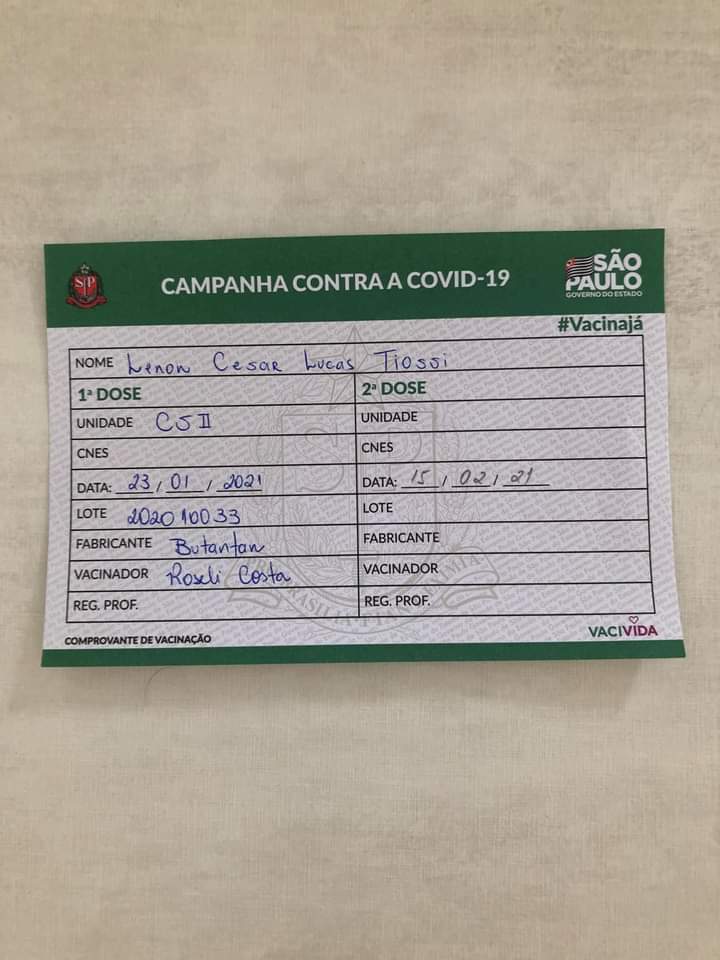 SP
CAMPANHA CONTRA A COVID-19
SÃO PAULO
GOVERNO DO ESTADO
#Vacinajá
NOME Lenon Cesar Lucas Tiossi
1ª DOSE
UNIDADE CSII
CNES
DATA: 23 / 01 / 2021
LOTE 202010033
FABRICANTE Butantan
VACINADOR Roseli Costa
REG. PROF.
2ª DOSE
UNIDADE
CNES
DATA: 15 / 02 / 21
LOTE
FABRICANTE
VACINADOR
REG. PROF.
COMPROVANTE DE VACINAÇÃO
VACIVIDA